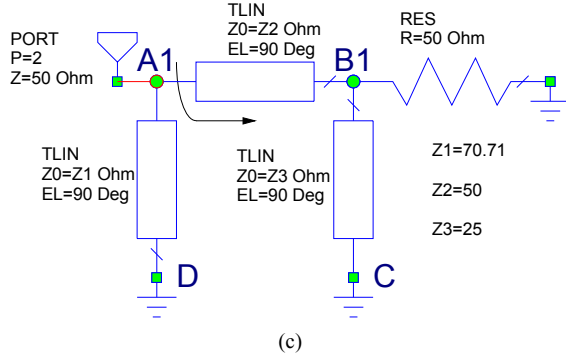 PORT
P=2
Z=50 Ohm
A1
TLIN
Z0=Z2 Ohm
EL=90 Deg
B1
RES
R=50 Ohm
TLIN
Z0=Z1 Ohm
EL=90 Deg
TLIN
Z0=Z3 Ohm
EL=90 Deg
Z1=70.71
Z2=50
Z3=25
D
C
(c)